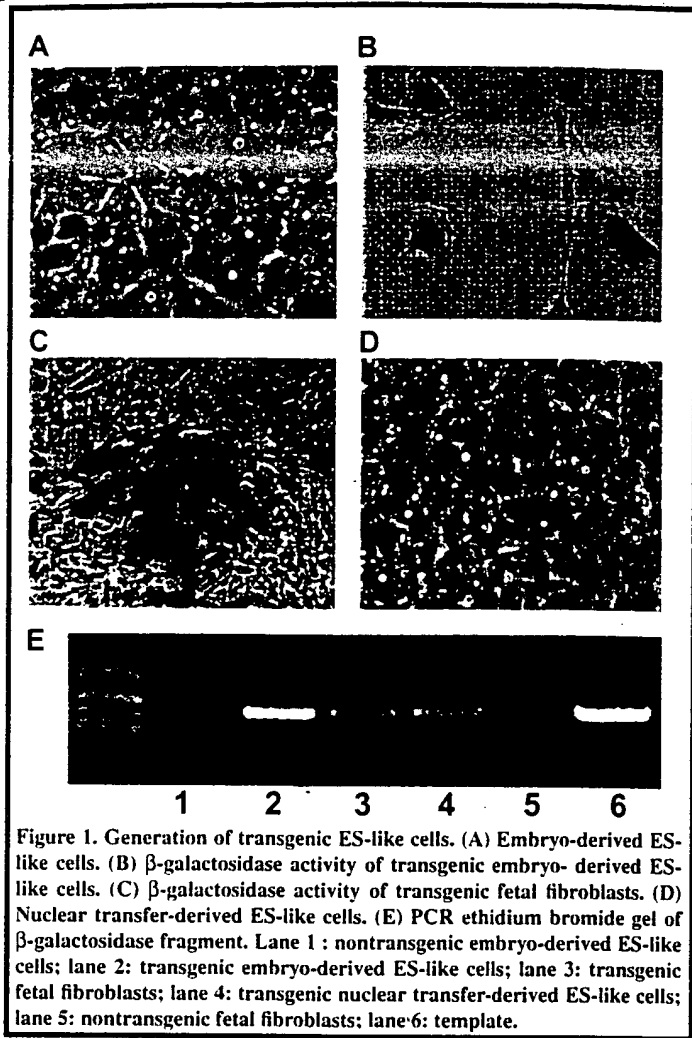 A
B
C
D
E
1 2 3 4 5 6
Figure 1. Generation of transgenic ES-like cells. (A) Embryo-derived ES-
like cells. (B) β-galactosidase activity of transgenic embryo- derived ES-
like cells. (C) β-galactosidase activity of transgenic fetal fibroblasts. (D)
Nuclear transfer-derived ES-like cells. (E) PCR ethidium bromide gel of
β-galactosidase fragment. Lane 1 : nontransgenic embryo-derived ES-like
cells; lane 2: transgenic embryo-derived ES-like cells; lane 3: transgenic
fetal fibroblasts; lane 4: transgenic nuclear transfer-derived ES-like cells;
lane 5: nontransgenic fetal fibroblasts; lane 6: template.